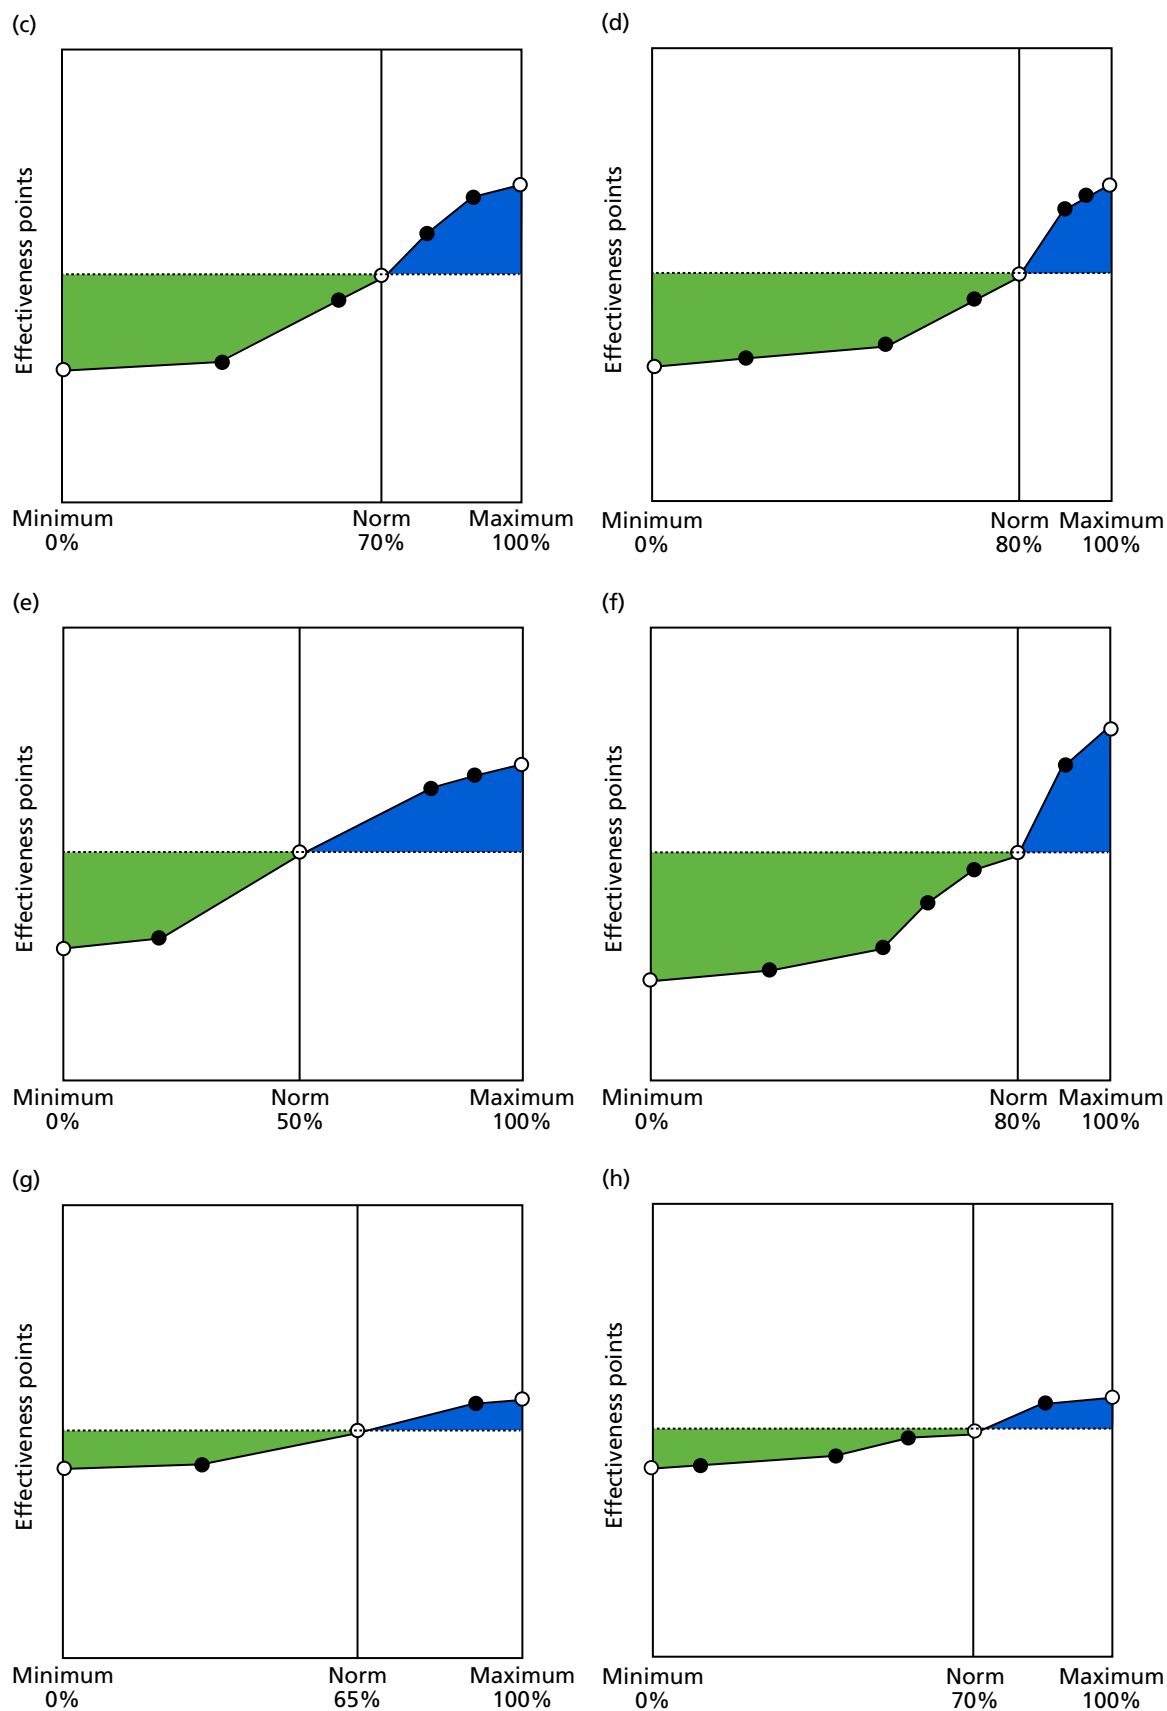 (c)
Effectiveness points
Minimum
0%
Norm
70%
Maximum
100%
(d)
Effectiveness points
Minimum
0%
Norm
80%
Maximum
100%
(e)
Effectiveness points
Minimum
0%
Norm
50%
Maximum
100%
(f)
Effectiveness points
Minimum
0%
Norm
80%
Maximum
100%
(g)
Effectiveness points
Minimum
0%
Norm
65%
Maximum
100%
(h)
Effectiveness points
Minimum
0%
Norm
70%
Maximum
100%